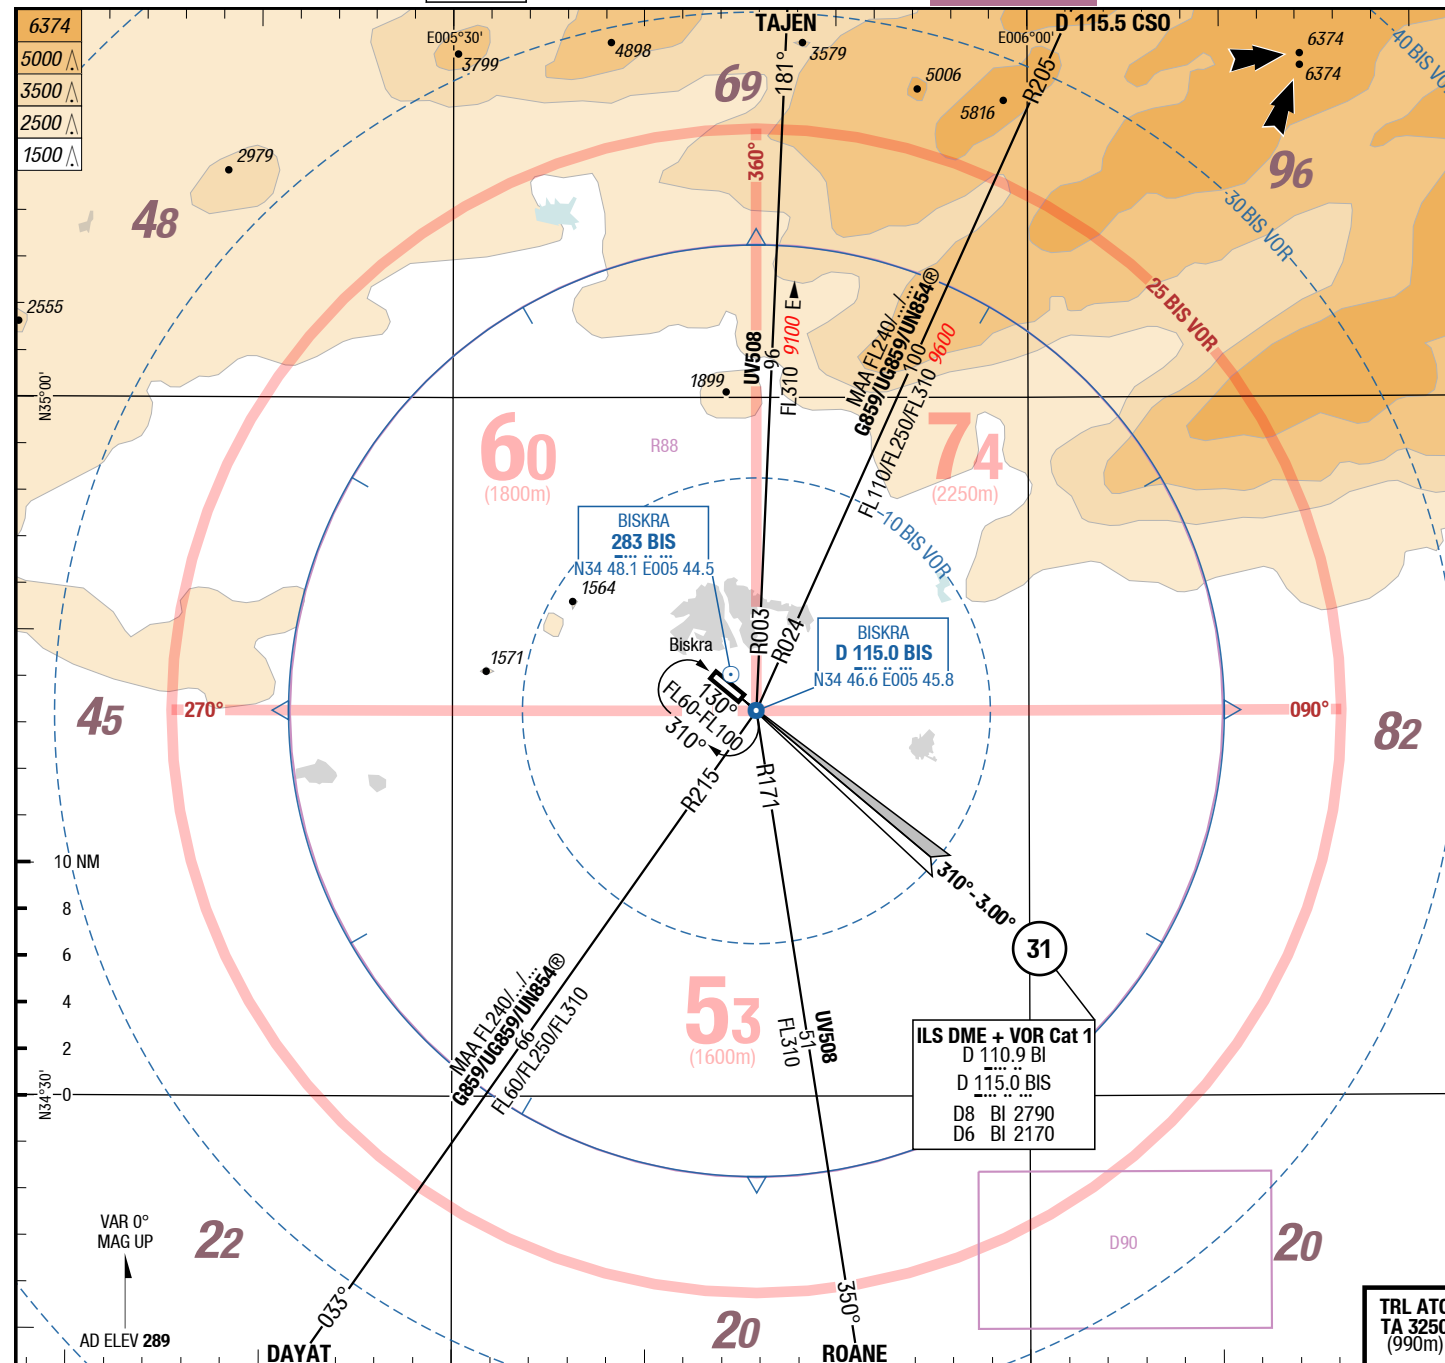 6374
5000
3500
2500
1500
TAJEN
D 115.5 CSO
E005°30'
E006°00'
3799
4898
3579
5006
5816
6374
6374
40 BIS VO
69
181°
R205
96
360°
2979
48
30 BIS VOR
2555
25 BIS VOR
N35°00'
1899
UV508
96
FL310 9100 E
MAA FL240/.../...
G859/UG859/UN854®
100
FL110/FL250/FL310 9600
60
(1800m)
R88
74
(2250m)
10 BIS VOR
BISKRA
283 BIS
N34 48.1 E005 44.5
1564
BISKRA
D 115.0 BIS
N34 46.6 E005 45.8
R003
R024
Biskra
1571
130°
FL60-FL100
310°
45
270°
090°
82
R215
R171
10 NM
8
6
4
2
0
N34°30'
310°- 3.00°
31
MAA FL240/.../...
G859/UG859/UN854®
66
FL60/FL250/FL310
53
(1600m)
UV508
51
FL310
ILS DME + VOR Cat 1
D 110.9 BI
D 115.0 BIS
D8 BI 2790
D6 BI 2170
VAR 0°
MAG UP
22
D90
20
AD ELEV 289
033°
DAYAT
20
350°
ROANE
TRL ATC
TA 3250
(990m)